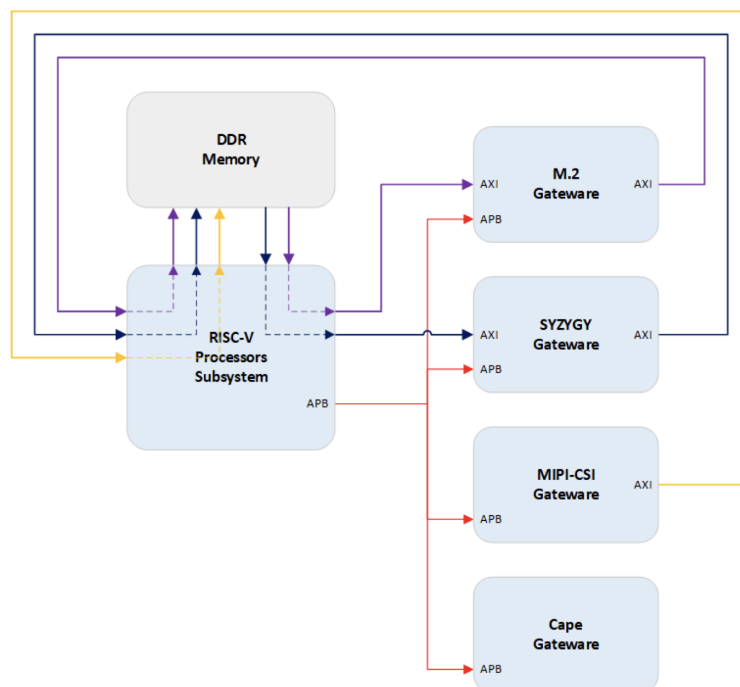 DDR
Memory
M.2
Gateware
AXI
AXI
APB
SYZYGY
Gateware
AXI
AXI
APB
RISC-V
Processors
Subsystem
APB
MIPI-CSI
Gateware
AXI
APB
Cape
Gateware
APB